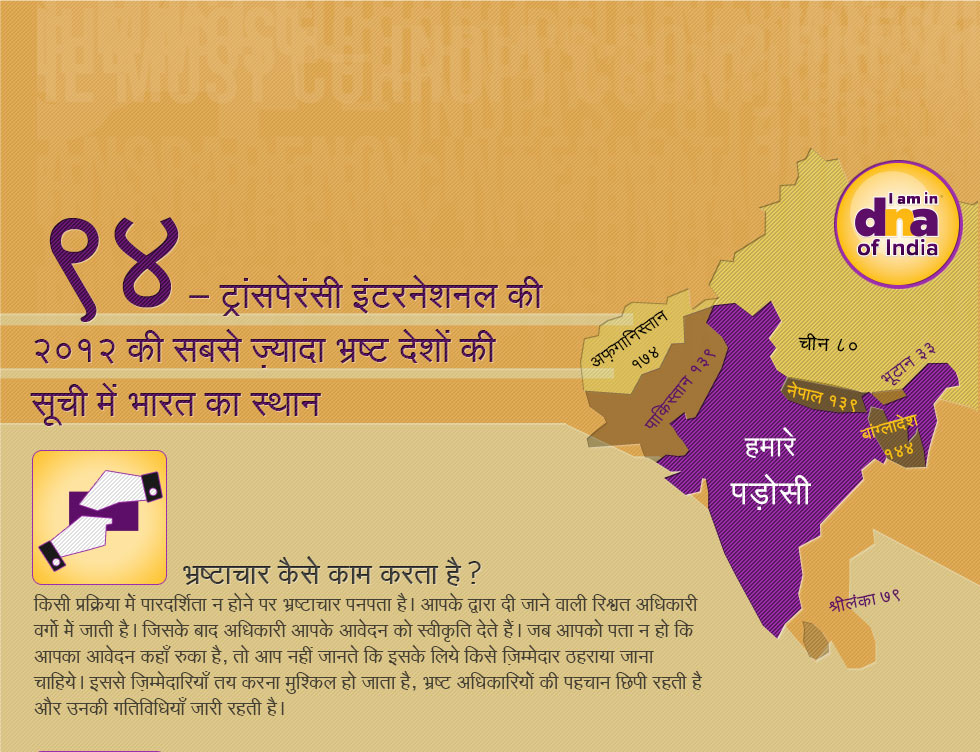 ९४ – ट्रांसपेरंसी इंटरनेशनल की
२०१२ की सबसे ज़्यादा भ्रष्ट देशों की
सूची में भारत का स्थान
I am in
dna
of India
अफ़गानिस्तान
१७४
पाकिस्तान १३९
चीन ८०
नेपाल १३९
भूटान ३३
बांग्लादेश
१४४
हमारे
पड़ोसी
श्रीलंका ७९
भ्रष्टाचार कैसे काम करता है ?
किसी प्रक्रिया में पारदर्शिता न होने पर भ्रष्टाचार पनपता है। आपके द्वारा दी जाने वाली रिश्वत अधिकारी
वर्गो में जाती है। जिसके बाद अधिकारी आपके आवेदन को स्वीकृति देते हैं। जब आपको पता न हो कि
आपका आवेदन कहाँ रुका है, तो आप नहीं जानते कि इसके लिये किसे ज़िम्मेदार ठहराया जाना
चाहिये। इससे ज़िम्मेदारियाँ तय करना मुश्किल हो जाता है, भ्रष्ट अधिकारियों की पहचान छिपी रहती है
और उनकी गतिविधियाँ जारी रहती है।